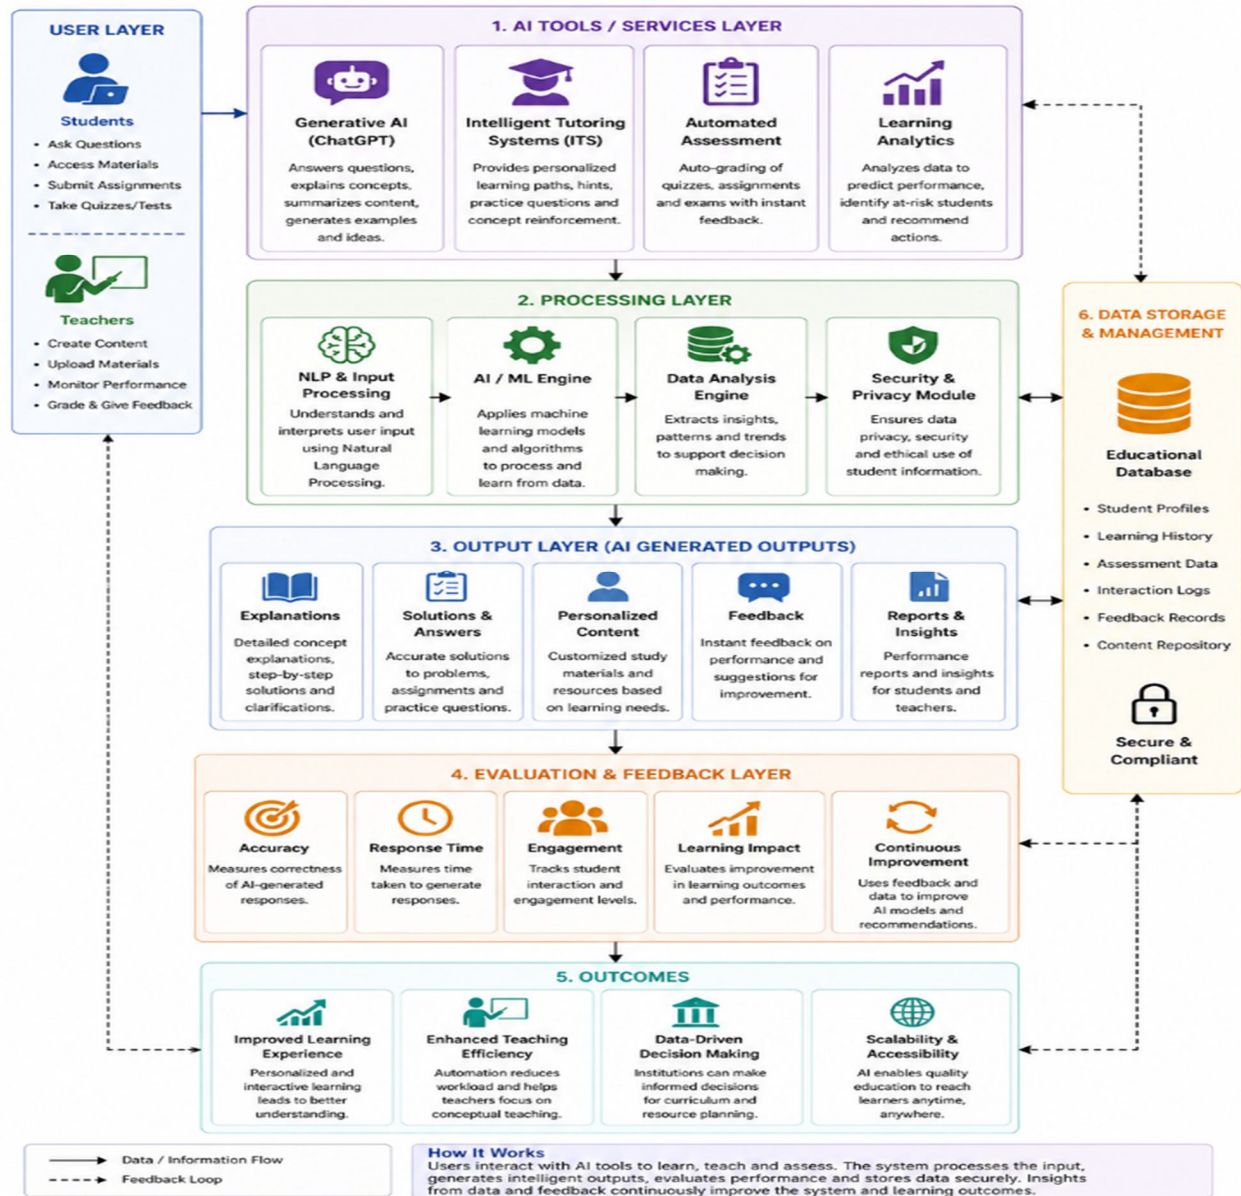 USER LAYER
Students
• Ask Questions
• Access Materials
• Submit Assignments
• Take Quizzes/Tests
Teachers
• Create Content
• Upload Materials
• Monitor Performance
• Grade & Give Feedback
1. AI TOOLS / SERVICES LAYER
Generative AI
(ChatGPT)
Answers questions,
explains concepts,
summarizes content,
generates examples
and ideas.
Intelligent Tutoring
Systems (ITS)
Provides personalized
learning paths, hints,
practice questions and
concept reinforcement.
Automated
Assessment
Auto-grading of
quizzes, assignments
and exams with instant
feedback.
Learning
Analytics
Analyzes data to
predict performance,
identify at-risk students
and recommend
actions.
2. PROCESSING LAYER
NLP & Input
Processing
Understands and
interprets user input
using Natural
Language
Processing.
AI / ML Engine
Applies machine
learning models
and algorithms
to process and
learn from data.
Data Analysis
Engine
Extracts insights,
patterns and trends
to support decision
making.
Security &
Privacy Module
Ensures data
privacy, security
and ethical use of
student information.
6. DATA STORAGE
& MANAGEMENT
Educational
Database
• Student Profiles
• Learning History
• Assessment Data
• Interaction Logs
• Feedback Records
• Content Repository
Secure &
Compliant
3. OUTPUT LAYER (AI GENERATED OUTPUTS)
Explanations
Detailed concept
explanations,
step-by-step
solutions and
clarifications.
Solutions &
Answers
Accurate solutions
to problems,
assignments and
practice questions.
Personalized
Content
Customized study
materials and
resources based
on learning needs.
Feedback
Instant feedback on
performance and
suggestions for
improvement.
Reports &
Insights
Performance
reports and insights
for students and
teachers.
4. EVALUATION & FEEDBACK LAYER
Accuracy
Measures correctness
of AI-generated
responses.
Response Time
Measures time
taken to generate
responses.
Engagement
Tracks student
interaction and
engagement levels.
Learning Impact
Evaluates improvement
in learning outcomes
and performance.
Continuous
Improvement
Uses feedback and
data to improve
AI models and
recommendations.
5. OUTCOMES
Improved Learning
Experience
Personalized and
interactive learning
leads to better
understanding.
Enhanced Teaching
Efficiency
Automation reduces
workload and helps
teachers focus on
conceptual teaching.
Data-Driven
Decision Making
Institutions can make
informed decisions
for curriculum and
resource planning.
Scalability &
Accessibility
AI enables quality
education to reach
learners anytime,
anywhere.
Data / Information Flow
Feedback Loop
How It Works
Users interact with AI tools to learn, teach and assess. The system processes the input,
generates intelligent outputs, evaluates performance and stores data securely. Insights
from data and feedback continuously improve the system and learning outcomes.